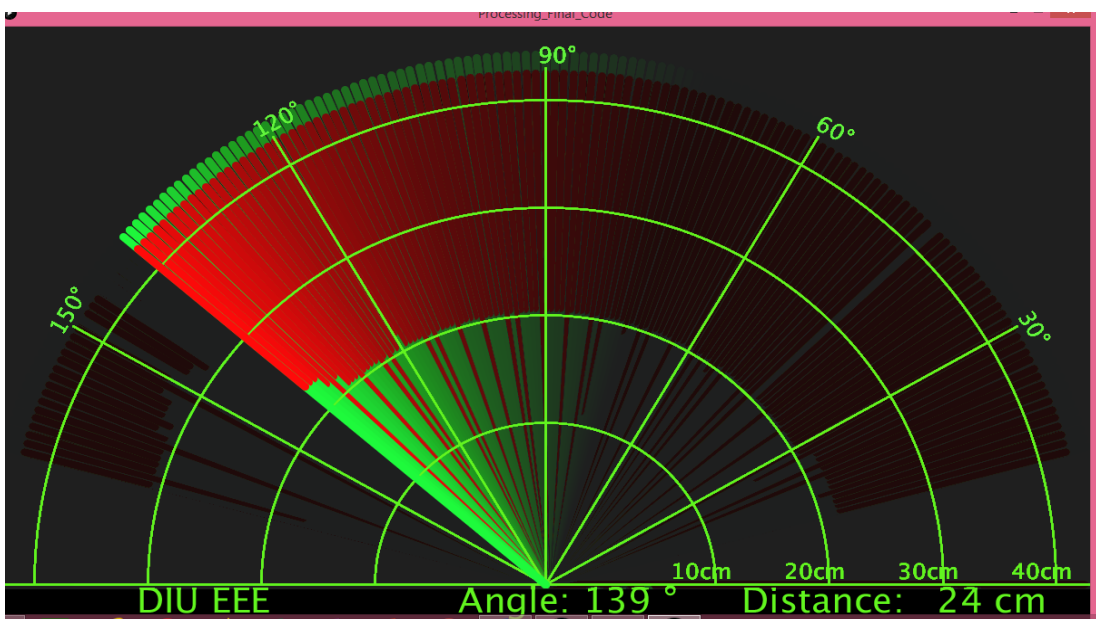 Processing_Final_Code
90°
120°
60°
150°
30°
10cm 20cm 30cm 40cm
DIU EEE Angle: 139 ° Distance: 24 cm